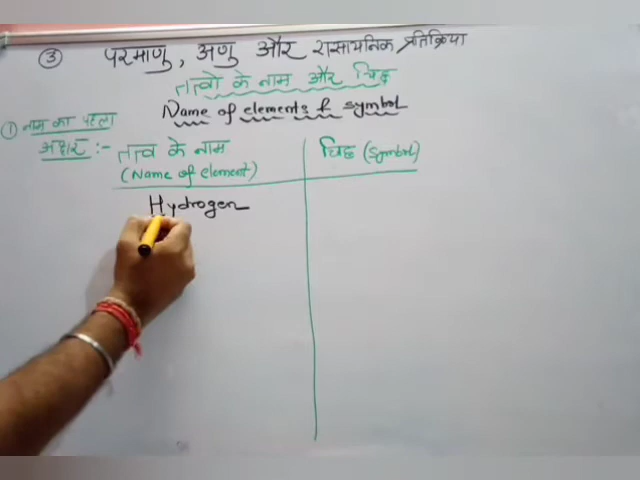 ③ परमाणु, अणु और रासायनिक प्रतिक्रिया
तत्वो के नाम और चिह्न
Name of elements & symbol
① नाम का पहला
अक्षर :-
तत्व के नाम
(Name of element)
चिह्न (Symbol)
Hydrogen